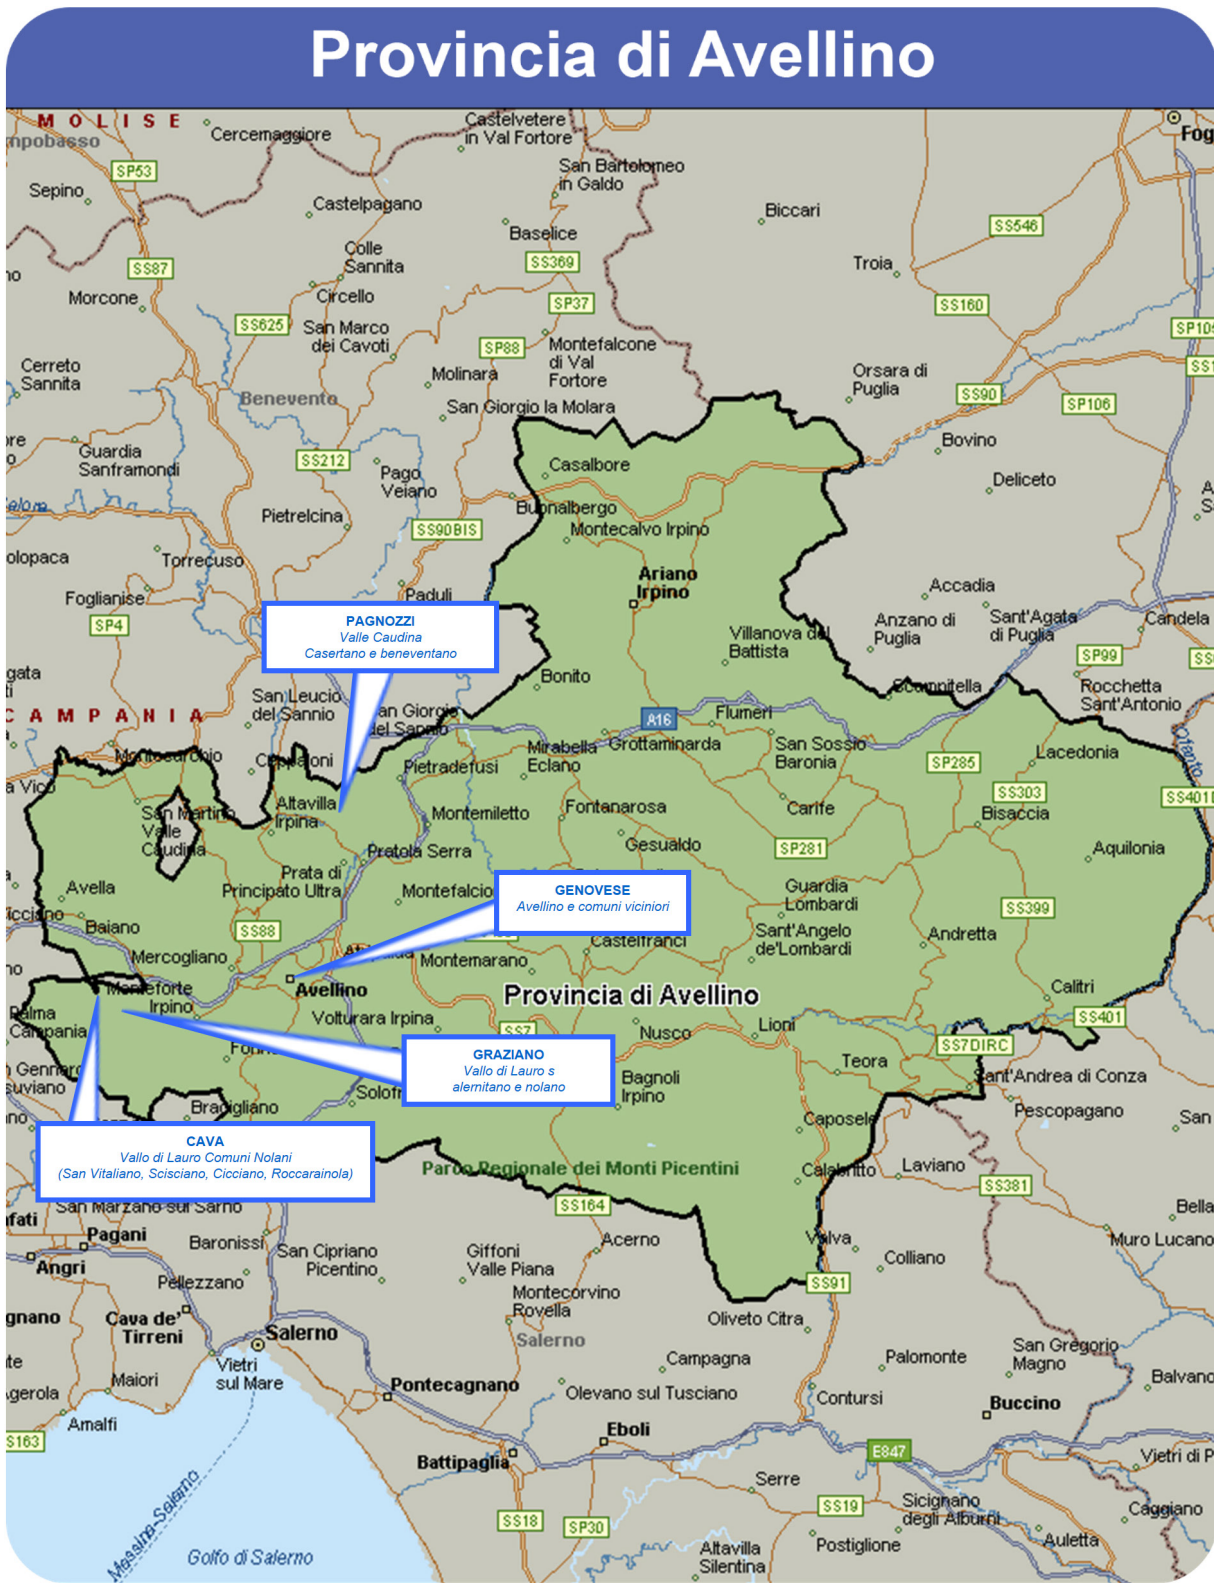 Provincia di Avellino
MOLISE
Cercemaggiore
Castelvetere
in Val Fortore
SP53
Sepino
San Bartolomeo
in Galdo
Castelpagano
Biccari
Baselice
SS546
Colle
Sannita
SS87
SS369
Troia
Circello
Morcone
SP37
SS160
SS625
San Marco
dei Cavoti
SP88
Montefalcone
di Val
Fortore
Cerreto
Sannita
Molinara
Orsara di
Puglia
SS90
SP106
Benevento
San Giorgio la Molara
Bovino
Guardia
Sanframondi
SS212
Pago
Veiano
Casalbore
Deliceto
Buonalbergo
Pietrelcina
SS90BIS
Montecalvo Irpino
Torrecuso
Ariano
Irpino
Foglianise
Paduli
Accadia
SP4
Anzano di
Puglia
Sant'Agata
di Puglia
Candela
PAGNOZZI
Valle Caudina
Casertano e beneventano
Villanova del
Battista
SP99
Bonito
Rocchetta
Sant'Antonio
San Leucio
del Sannio
CAMPANIA
A16
Flumeri
Ofanto
Mirabella
Eclano
Grottaminarda
San Sossio
Baronia
Lacedonia
Pietradefusi
SP285
SS303
Altavilla
Irpina
San Martino
Valle
Caudina
Montemiletto
Fontanarosa
Carife
Bisaccia
Gesualdo
SP281
Aquilonia
Pratola Serra
Prata di
Principato Ultra
Avella
Guardia
Lombardi
GENOVESE
Avellino e comuni viciniori
SS399
Baiano
SS88
Sant'Angelo
de'Lombardi
Andretta
Castelfranci
Mercogliano
Montemarano
Monteforte
Irpino
Avellino
Provincia di Avellino
Calitri
Palma
Campania
Volturara Irpina
SS7
Nusco
Lioni
SS401
SS7DIRC
GRAZIANO
Vallo di Lauro s
alernitano e nolano
Teora
Bagnoli
Irpino
Sant'Andrea di Conza
Bracigliano
Pescopagano
Caposele
CAVA
Vallo di Lauro Comuni Nolani
(San Vitaliano, Scisciano, Cicciano, Roccarainola)
Parco Regionale dei Monti Picentini
Calabritto
Laviano
SS381
San Marzano sul Sarno
SS164
Pagani
Baronissi
San Cipriano
Picentino
Giffoni
Valle Piana
Acerno
Valva
Colliano
Muro Lucano
Angri
Pellezzano
SS91
Montecorvino
Rovella
Cava de'
Tirreni
Salerno
Oliveto Citra
Salerno
San Gregorio
Magno
Vietri
sul Mare
Campagna
Palomonte
Maiori
Pontecagnano
Olevano sul Tusciano
Contursi
Buccino
Amalfi
Eboli
Battipaglia
E847
Serre
SS19
Sicignano
degli Alburni
Caggiano
Messina-Salerno
SS18
SP30
Postiglione
Auletta
Golfo di Salerno
Altavilla
Silentina